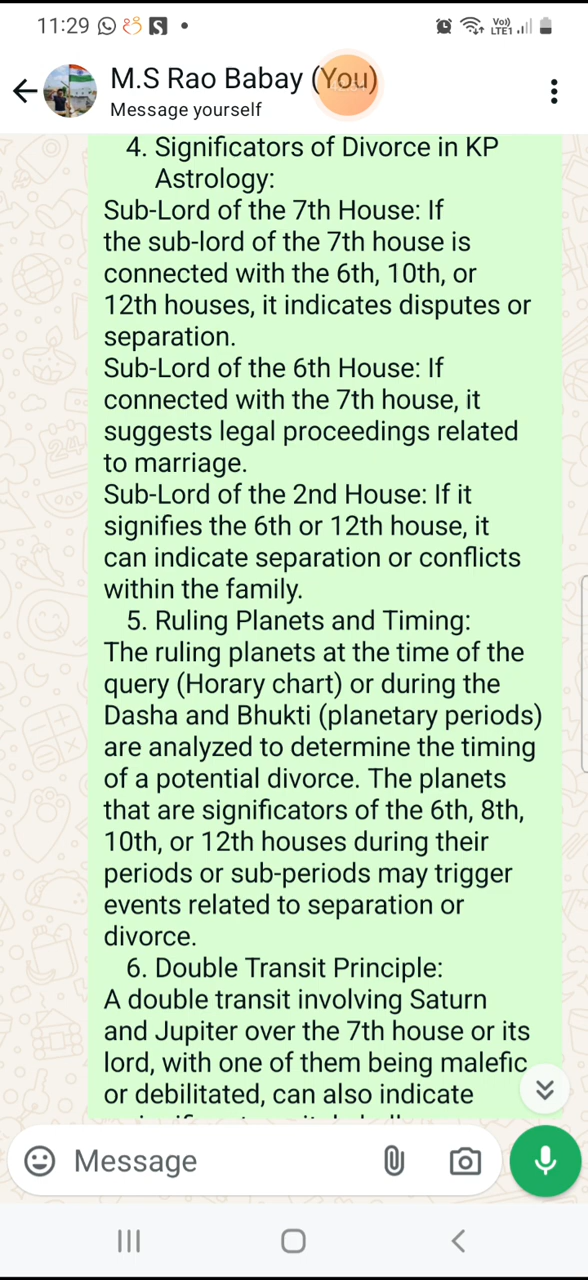 11:29
Vo))
LTE1
M.S Rao Babay (You)
Message yourself
4. Significators of Divorce in KP
Astrology:
Sub-Lord of the 7th House: If
the sub-lord of the 7th house is
connected with the 6th, 10th, or
12th houses, it indicates disputes or
separation.
Sub-Lord of the 6th House: If
connected with the 7th house, it
suggests legal proceedings related
to marriage.
Sub-Lord of the 2nd House: If it
signifies the 6th or 12th house, it
can indicate separation or conflicts
within the family.
5. Ruling Planets and Timing:
The ruling planets at the time of the
query (Horary chart) or during the
Dasha and Bhukti (planetary periods)
are analyzed to determine the timing
of a potential divorce. The planets
that are significators of the 6th, 8th,
10th, or 12th houses during their
periods or sub-periods may trigger
events related to separation or
divorce.
6. Double Transit Principle:
A double transit involving Saturn
and Jupiter over the 7th house or its
lord, with one of them being malefic
or debilitated, can also indicate
Message